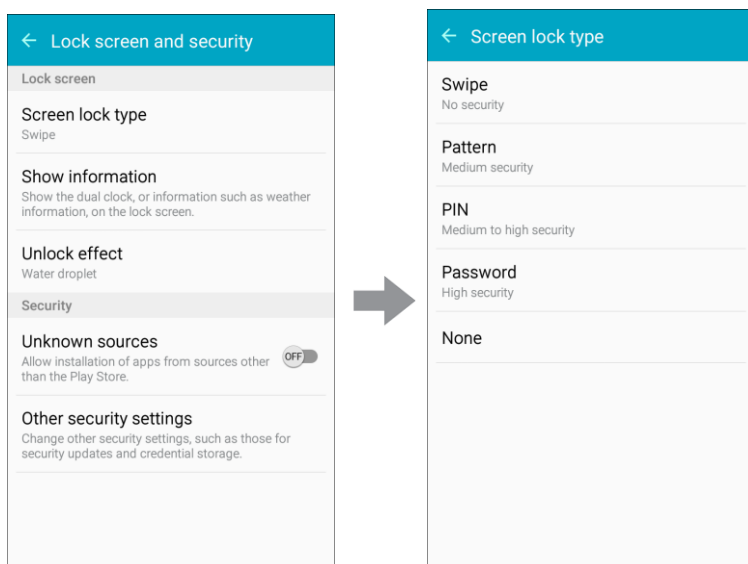 Lock screen and security
Lock screen
Screen lock type
Swipe
Show information
Show the dual clock, or information such as weather
information, on the lock screen.
Unlock effect
Water droplet
Security
Unknown sources
Allow installation of apps from sources other
than the Play Store.
OFF
Other security settings
Change other security settings, such as those for
security updates and credential storage.
Screen lock type
Swipe
No security
Pattern
Medium security
PIN
Medium to high security
Password
High security
None